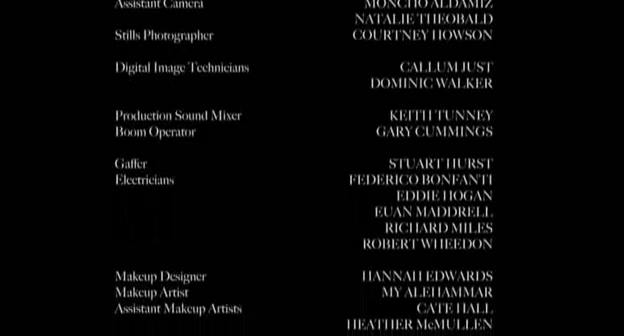 Assistant Camera MONCHO ALDAMIZ
NATALIE THEOBALD
Stills Photographer COURTNEY HOWSON
Digital Image Technicians CALLUM JUST
DOMINIC WALKER
Production Sound Mixer KEITH TUNNEY
Boom Operator GARY CUMMINGS
Gaffer STUART HURST
Electricians FEDERICO BONFANTI
EDDIE HOGAN
EUAN MADDRELL
RICHARD MILES
ROBERT WHEEDON
Makeup Designer HANNAH EDWARDS
Makeup Artist MY ALEHAMMAR
Assistant Makeup Artists CATE HALL
HEATHER McMULLEN